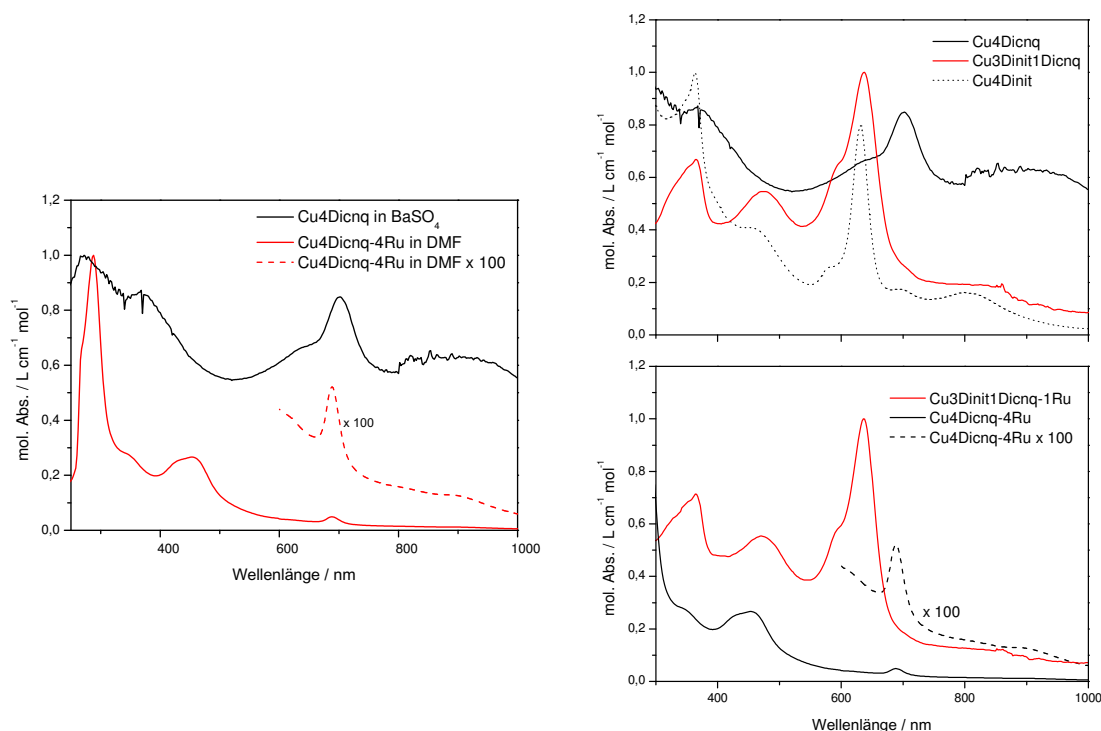 1,2
1,0
0,8
0,6
0,4
0,2
0,0
mol. Abs. / L cm⁻¹ mol⁻¹
Cu4Dicnq in BaSO₄
Cu4Dicnq-4Ru in DMF
Cu4Dicnq-4Ru in DMF x 100
x 100
400 600 800 1000
Wellenlänge / nm
1,2
1,0
0,8
0,6
0,4
0,2
0,0
mol. Abs. / L cm⁻¹ mol⁻¹
Cu4Dicnq
Cu3Dinit1Dicnq
Cu4Dinit
1,2
1,0
0,8
0,6
0,4
0,2
0,0
mol. Abs. / L cm⁻¹ mol⁻¹
Cu3Dinit1Dicnq-1Ru
Cu4Dicnq-4Ru
Cu4Dicnq-4Ru x 100
x 100
400 600 800 1000
Wellenlänge / nm